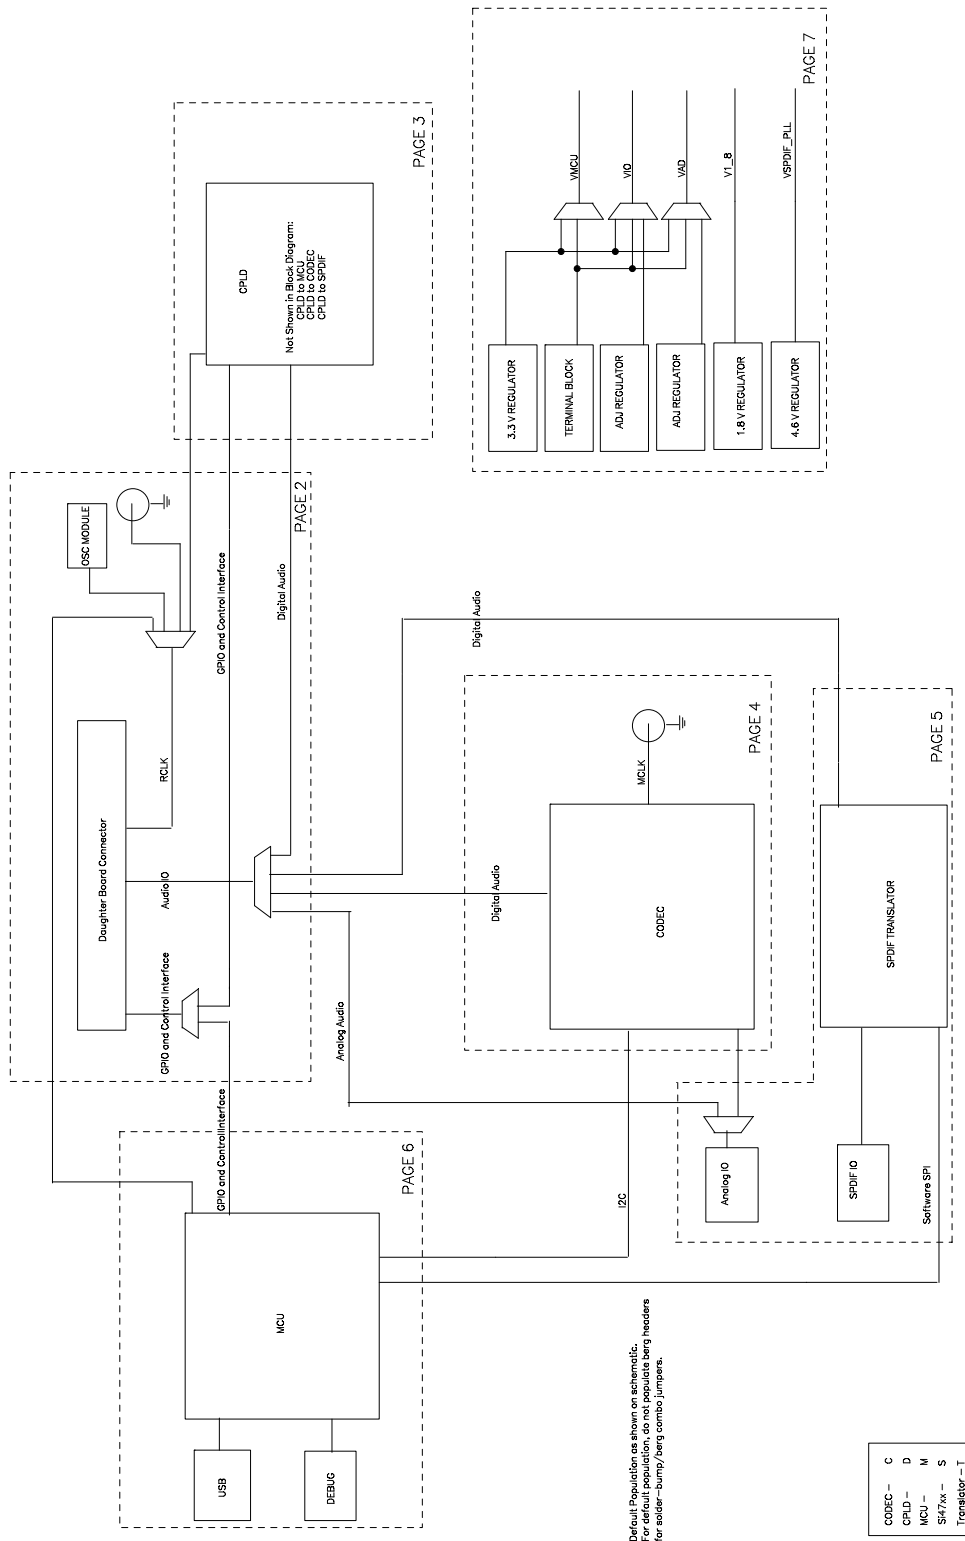 PAGE 2
Daughter Board Connector
OSC MODULE
RCLK
Audio IO
GPIO and Control Interface
GPIO and Control Interface
Digital Audio
PAGE 3
CPLD
Not Shown in Block Diagram:
CPLD to MCU
CPLD to CODEC
CPLD to SPDIF
PAGE 6
USB
DEBUG
MCU
GPIO and Control Interface
Analog Audio
Digital Audio
Digital Audio
PAGE 4
CODEC
MCLK
I2C
PAGE 5
Analog IO
SPDIF IO
SPDIF TRANSLATOR
Software SPI
PAGE 7
3.3 V REGULATOR
TERMINAL BLOCK
ADJ REGULATOR
ADJ REGULATOR
1.8 V REGULATOR
4.6 V REGULATOR
VMCU
VIO
VAD
V1_8
VSPDIF_PLL
Default Population as shown on schematic.
For default population, do not populate berg headers
for solder-bump/berg combo jumpers.
CODEC - C
CPLD - D
MCU - M
Si47xx - S
Translator - T